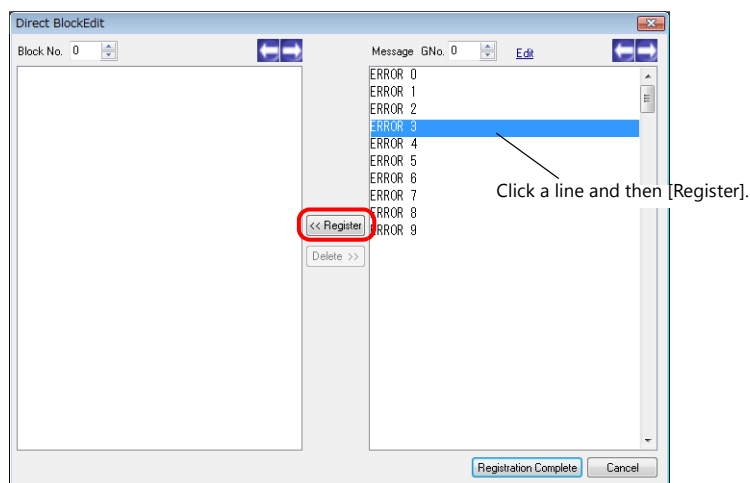 Direct BlockEdit
Block No. 0
Message GNo. 0 Edit
ERROR 0
ERROR 1
ERROR 2
ERROR 3
ERROR 4
ERROR 5
ERROR 6
ERROR 7
ERROR 8
ERROR 9
Click a line and then [Register].
<< Register
Delete >>
Registration Complete
Cancel